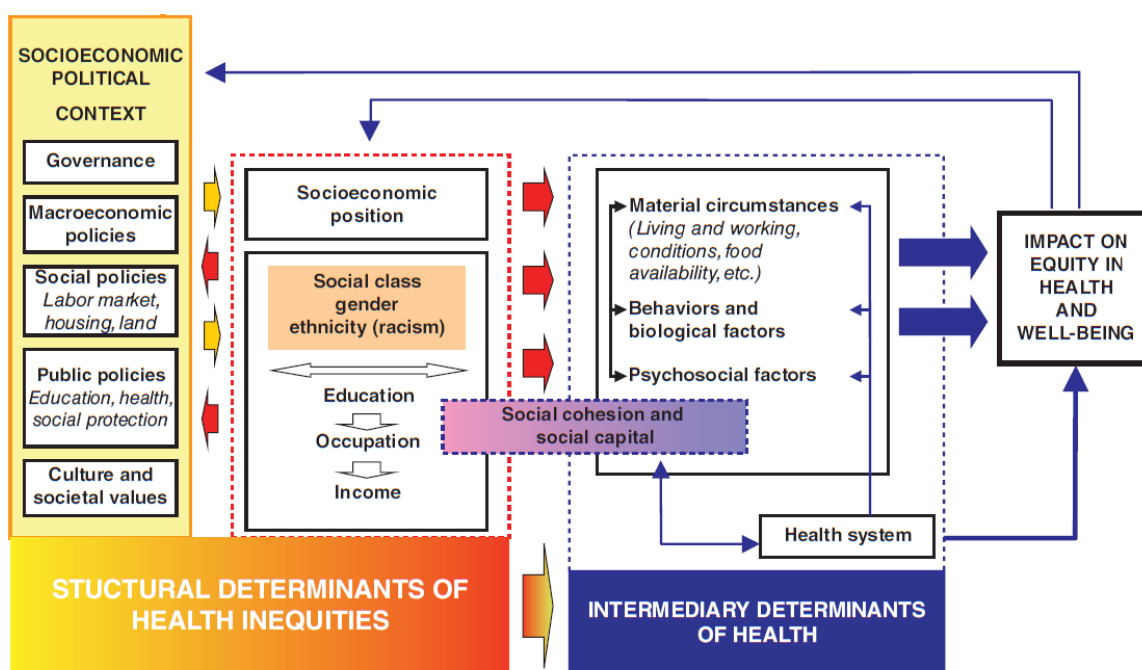 SOCIOECONOMIC
POLITICAL
CONTEXT
Governance
Macroeconomic
policies
Social policies
Labor market,
housing, land
Public policies
Education, health,
social protection
Culture and
societal values
Socioeconomic
position
Social class
gender
ethnicity (racism)
Education
Occupation
Income
Social cohesion and
social capital
Material circumstances
(Living and working,
conditions, food
availability, etc.)
Behaviors and
biological factors
Psychosocial factors
Health system
IMPACT ON
EQUITY IN
HEALTH
AND
WELL-BEING
STUCTURAL DETERMINANTS OF
HEALTH INEQUITIES
INTERMEDIARY DETERMINANTS
OF HEALTH